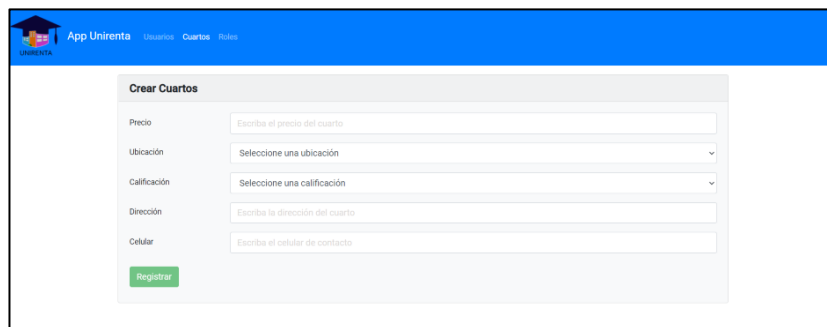 App Unirenta Usuarios Cuartos Roles
UNIRENTA
Crear Cuartos
Precio Escriba el precio del cuarto
Ubicación Seleccione una ubicación
Calificación Seleccione una calificación
Dirección Escriba la dirección del cuarto
Celular Escriba el celular de contacto
Registrar